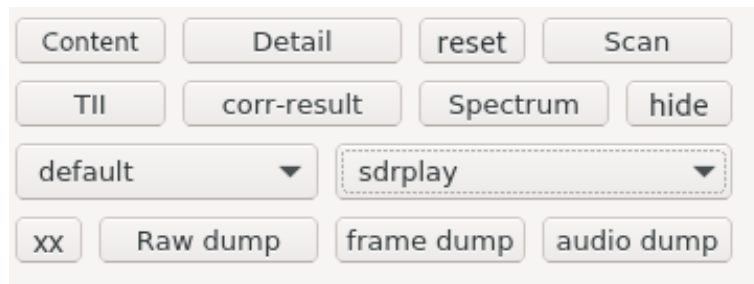 Content Detail reset Scan
TII corr-result Spectrum hide
default sdrplay
xx Raw dump frame dump audio dump